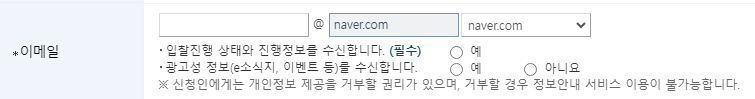 @ naver.com naver.com
*이메일
· 입찰진행 상태와 진행정보를 수신합니다. (필수) 예
· 광고성 정보(e소식지, 이벤트 등)를 수신합니다. 예 아니요
※ 신청인에게는 개인정보 제공을 거부할 권리가 있으며, 거부할 경우 정보안내 서비스 이용이 불가능합니다.